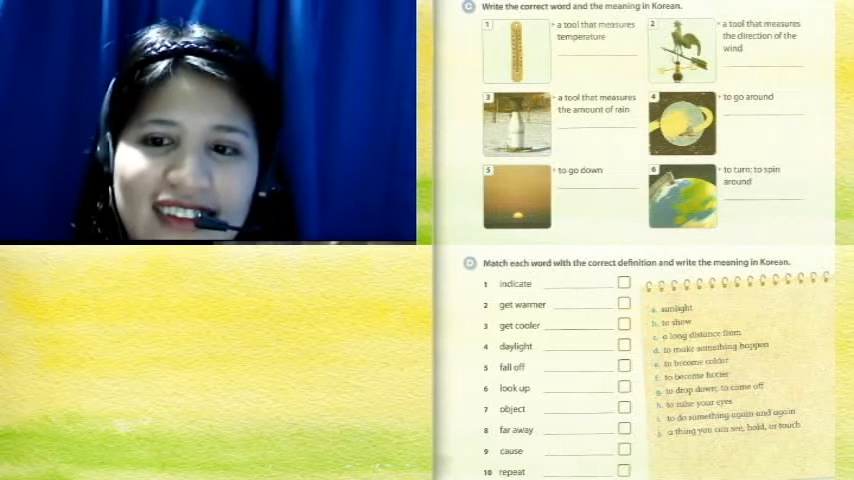 C Write the correct word and the meaning in Korean.
1 a tool that measures
temperature
2 a tool that measures
the direction of the
wind
3 a tool that measures
the amount of rain
4 to go around
5 to go down
6 to turn; to spin
around
D Match each word with the correct definition and write the meaning in Korean.
1 indicate
2 get warmer
3 get cooler
4 daylight
5 fall off
6 look up
7 object
8 far away
9 cause
10 repeat
a. sunlight
b. to show
c. a long distance from
d. to make something happen
e. to become colder
f. to become hotter
g. to drop down; to come off
h. to raise your eyes
i. to do something again and again
j. a thing you can see, hold, or touch